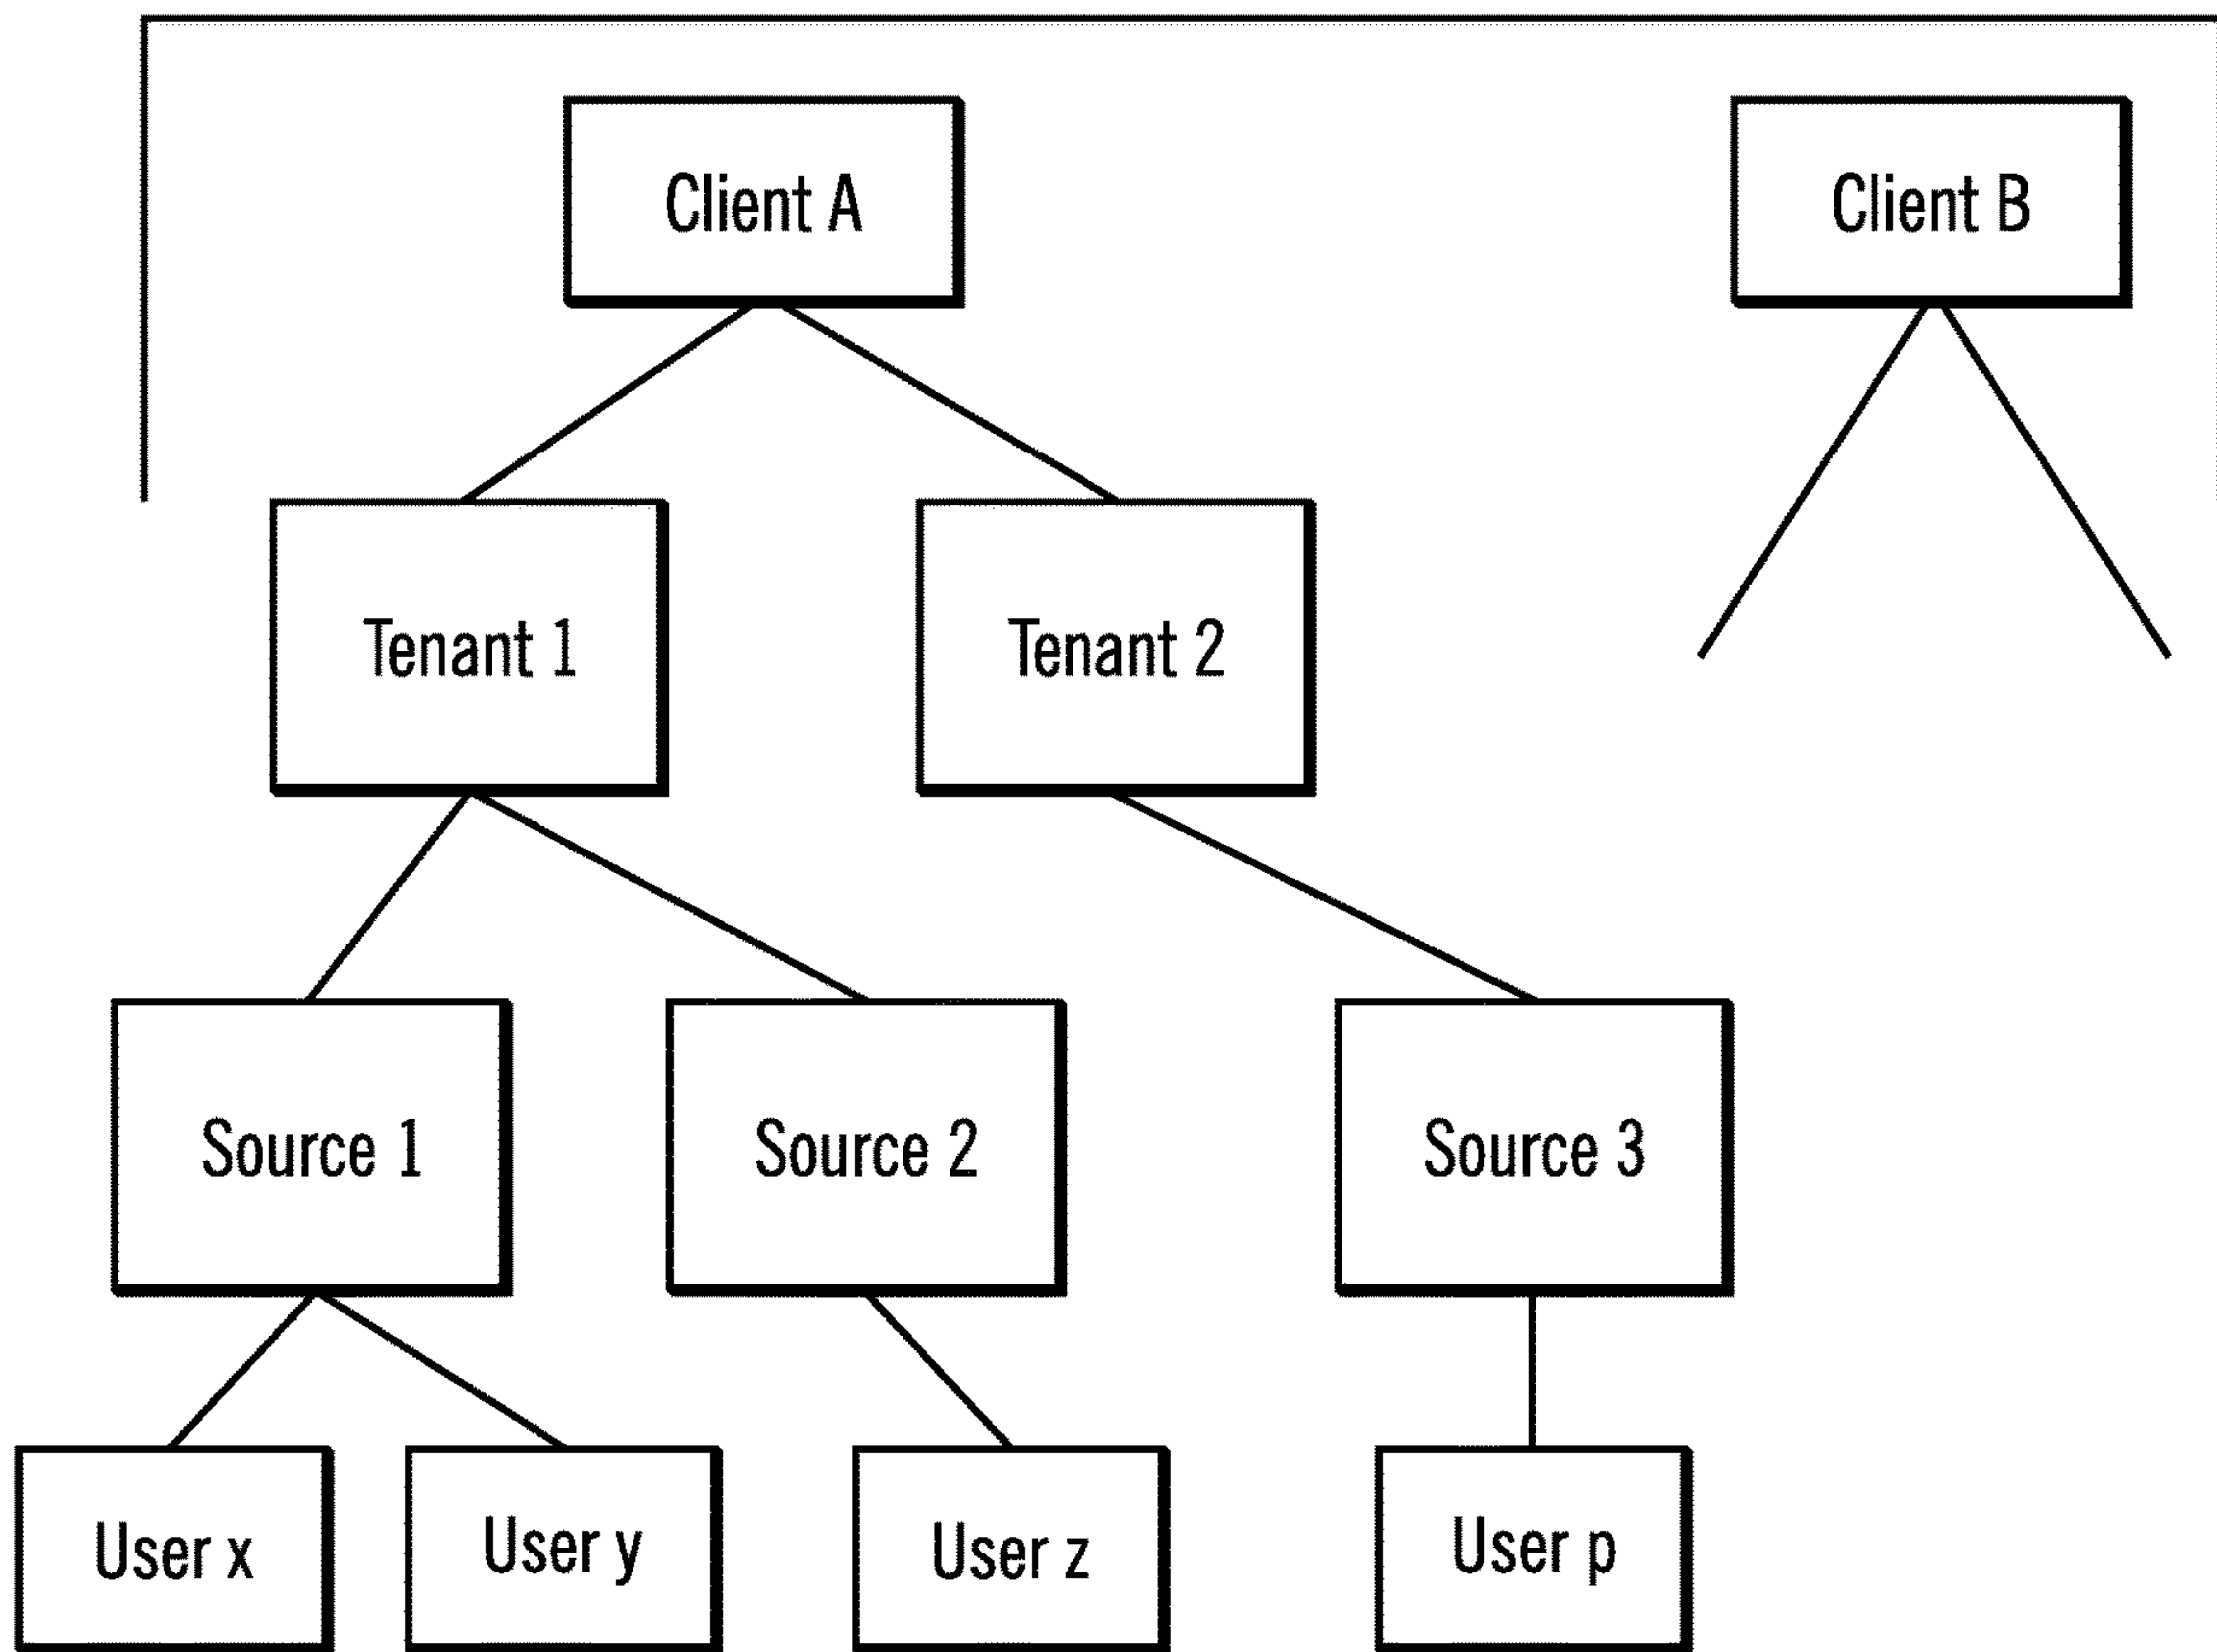 Client A
Client B
Tenant 1
Tenant 2
Source 1
Source 2
Source 3
User x
User y
User z
User p